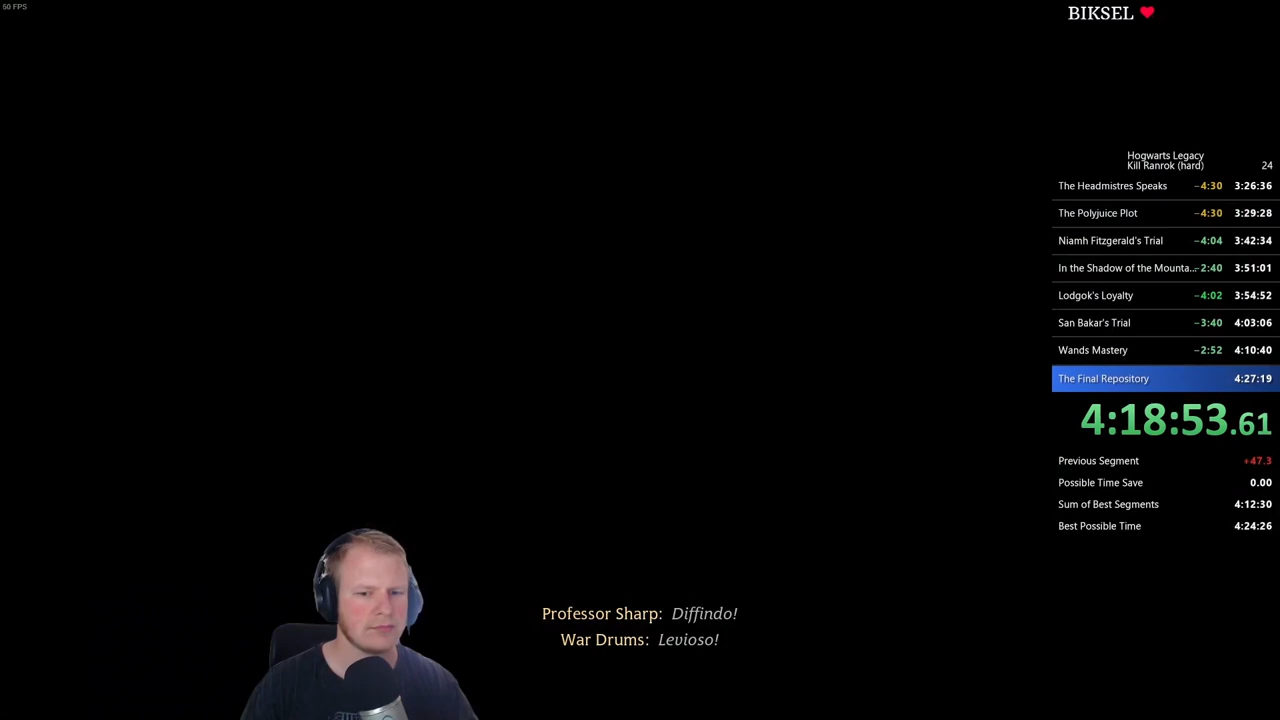 50 FPS
BIKSEL ❤
Hogwarts Legacy
Kill Ranrok (hard) 24
The Headmistres Speaks -4:30 3:26:36
The Polyjuice Plot -4:30 3:29:28
Niamh Fitzgerald's Trial -4:04 3:42:34
In the Shadow of the Mounta... -2:40 3:51:01
Lodgok's Loyalty -4:02 3:54:52
San Bakar's Trial -3:40 4:03:06
Wands Mastery -2:52 4:10:40
The Final Repository 4:27:19
4:18:53.61
Previous Segment +47.3
Possible Time Save 0.00
Sum of Best Segments 4:12:30
Best Possible Time 4:24:26
Professor Sharp: Diffindo!
War Drums: Levioso!